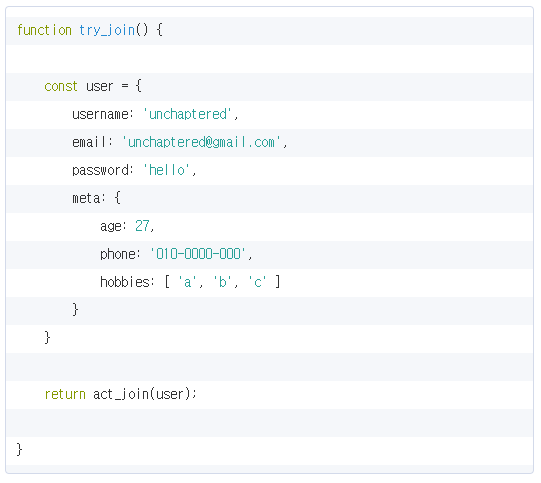 function try_join() {
    const user = {
        username: 'unchaptered',
        email: 'unchaptered@gmail.com',
        password: 'hello',
        meta: {
            age: 27,
            phone: '010-0000-000',
            hobbies: [ 'a', 'b', 'c' ]
        }
    }
    return act_join(user);
}